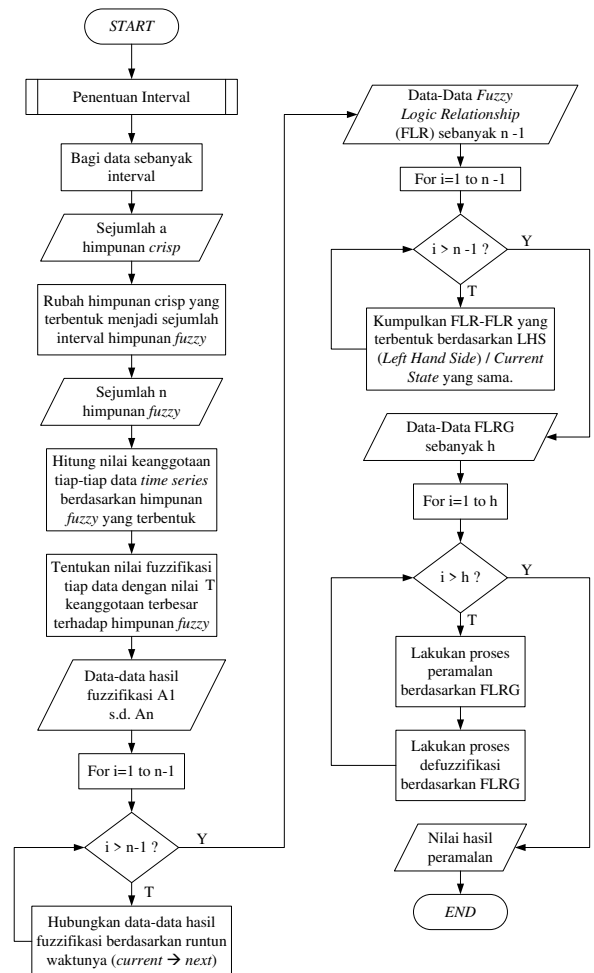 START
Penentuan Interval
Bagi data sebanyak
interval
Sejumlah a
himpunan crisp
Rubah himpunan crisp yang
terbentuk menjadi sejumlah
interval himpunan fuzzy
Sejumlah n
himpunan fuzzy
Hitung nilai keanggotaan
tiap-tiap data time series
berdasarkan himpunan
fuzzy yang terbentuk
Tentukan nilai fuzzifikasi
tiap data dengan nilai T
keanggotaan terbesar
terhadap himpunan fuzzy
Data-data hasil
fuzzifikasi A1
s.d. An
For i=1 to n-1
i > n-1 ?
Y
T
Hubungkan data-data hasil
fuzzifikasi berdasarkan runtun
waktunya (current → next)
Data-Data Fuzzy
Logic Relationship
(FLR) sebanyak n -1
For i=1 to n -1
i > n -1 ?
Y
T
Kumpulkan FLR-FLR yang
terbentuk berdasarkan LHS
(Left Hand Side) / Current
State yang sama.
Data-Data FLRG
sebanyak h
For i=1 to h
i > h ?
Y
T
Lakukan proses
peramalan
berdasarkan FLRG
Lakukan proses
defuzzifikasi
berdasarkan FLRG
Nilai hasil
peramalan
END